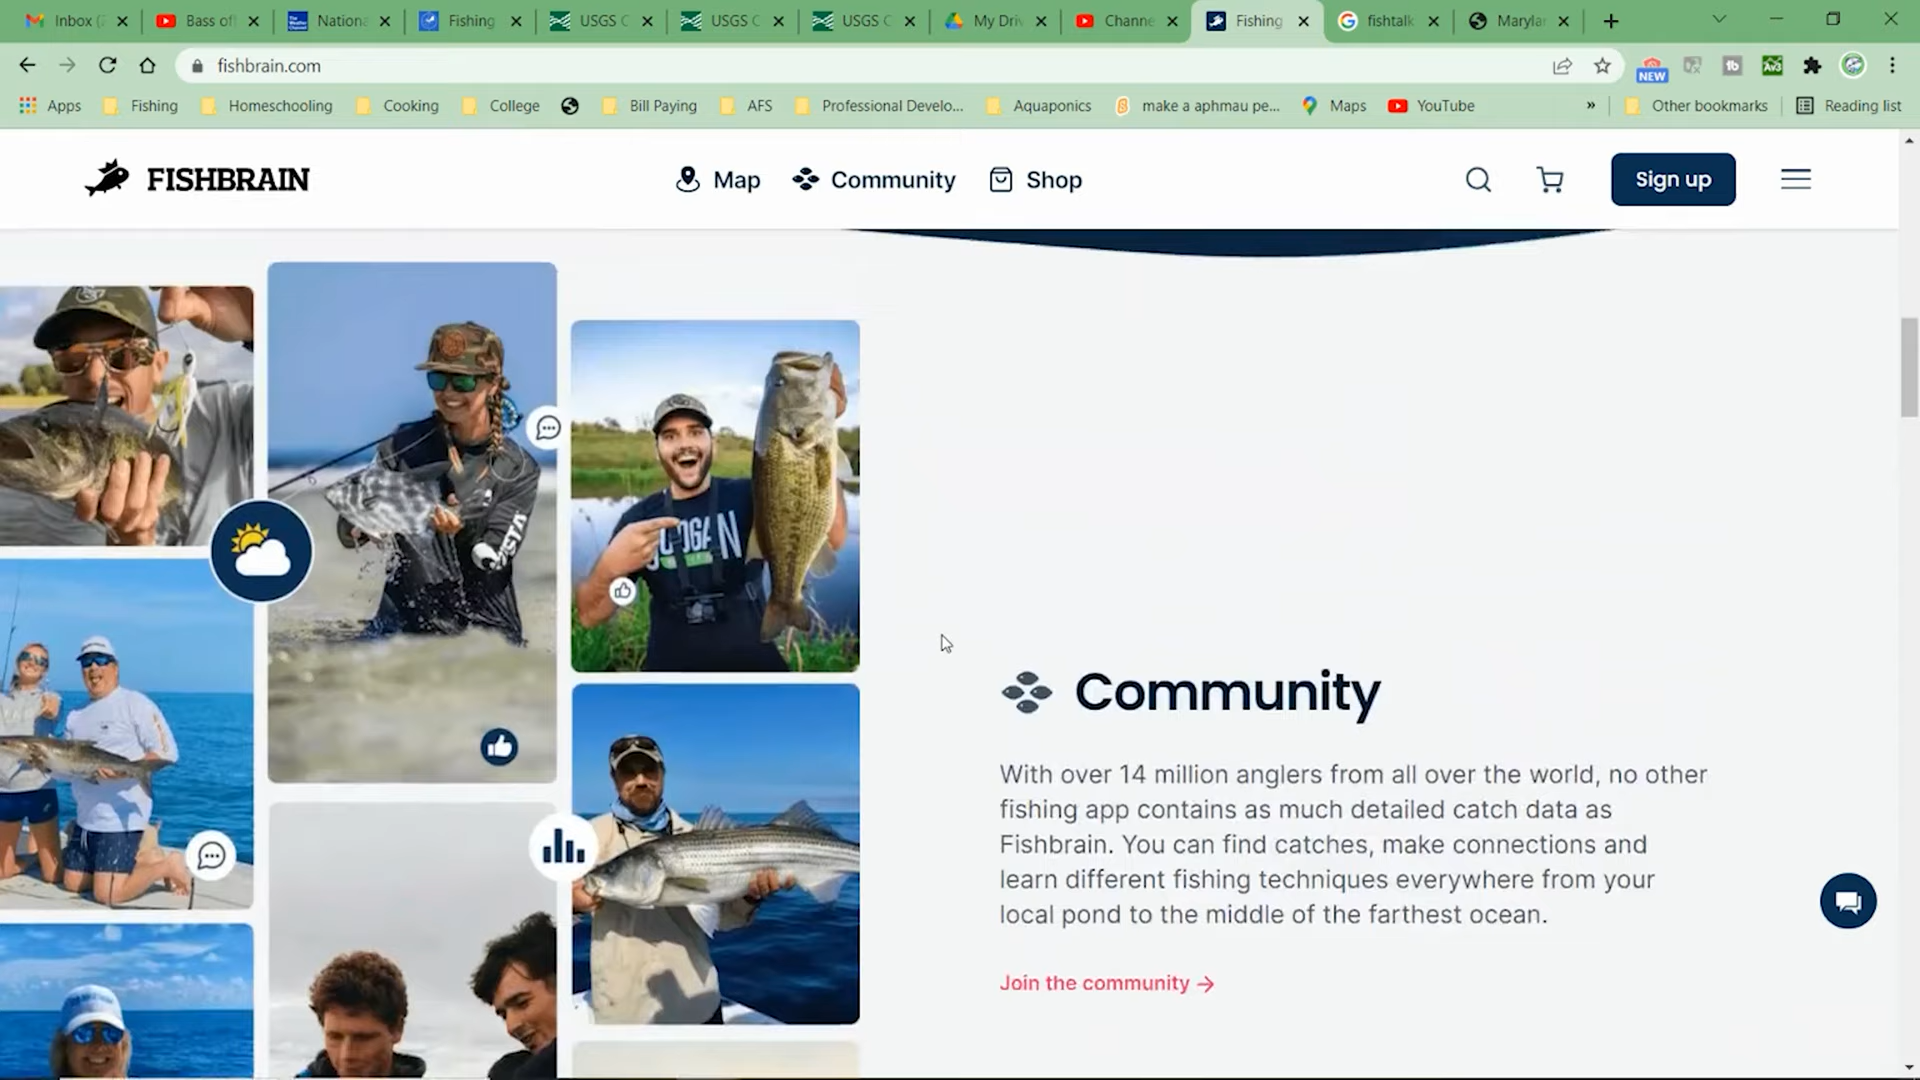 Inbox (2
Bass of
Nationa
Fishing
USGS C
USGS C
USGS C
My Driv
Channe
Fishing
fishtalk
Marylan
fishbrain.com
NEW
Apps
Fishing
Homeschooling
Cooking
College
Bill Paying
AFS
Professional Develo...
Aquaponics
make a aphmau pe...
Maps
YouTube
»
Other bookmarks
Reading list
FISHBRAIN
Map
Community
Shop
Sign up
Community
With over 14 million anglers from all over the world, no other
fishing app contains as much detailed catch data as
Fishbrain. You can find catches, make connections and
learn different fishing techniques everywhere from your
local pond to the middle of the farthest ocean.
Join the community →